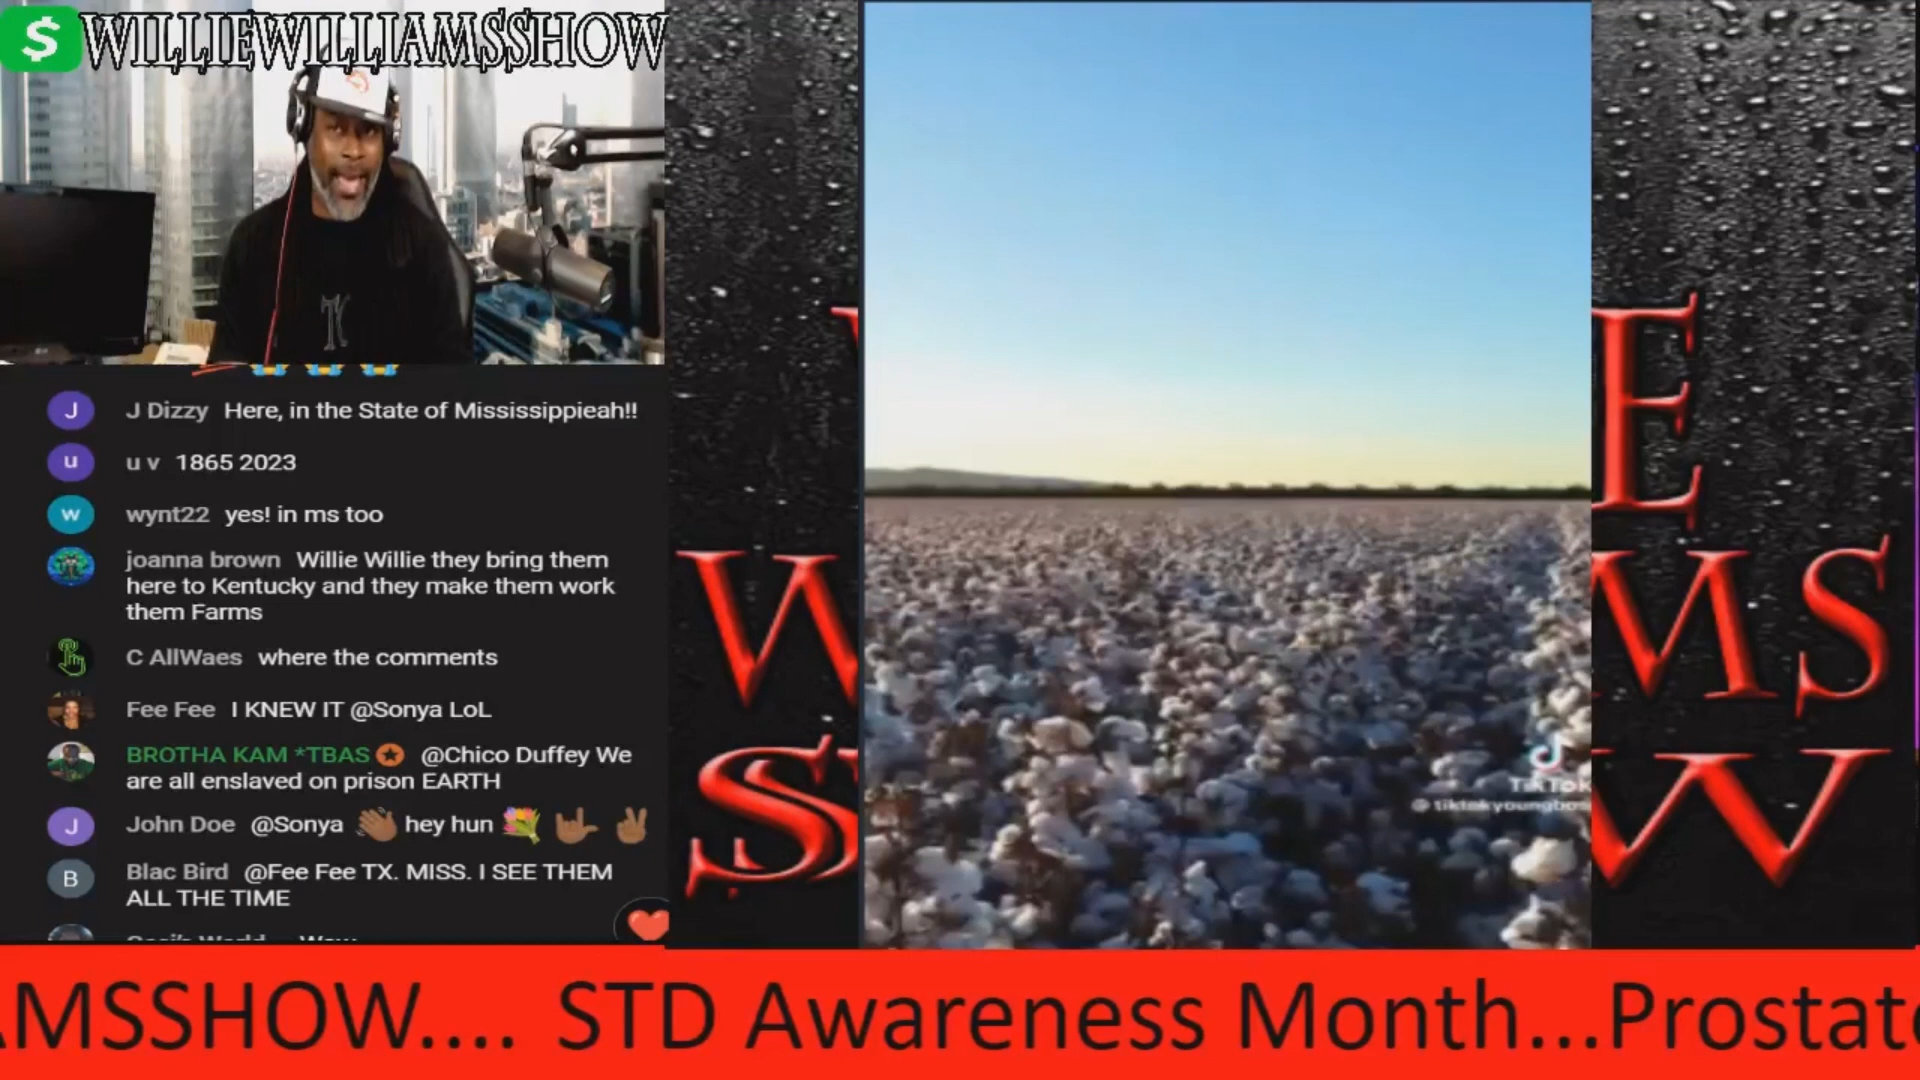 $ WILLIEWILLIAMSSHOW
J J Dizzy Here, in the State of Mississippieah!!
u u v 1865 2023
w wynt22 yes! in ms too
joanna brown Willie Willie they bring them
here to Kentucky and they make them work
them Farms
C AllWaes where the comments
Fee Fee I KNEW IT @Sonya LoL
BROTHA KAM *TBAS @Chico Duffey We
are all enslaved on prison EARTH
J John Doe @Sonya 👋🏾 hey hun 💐 🤟🏾 ✌🏾
B Blac Bird @Fee Fee TX. MISS. I SEE THEM
ALL THE TIME
E
W
MS
S
W
TikTok
AMSSHOW.... STD Awareness Month...Prostate